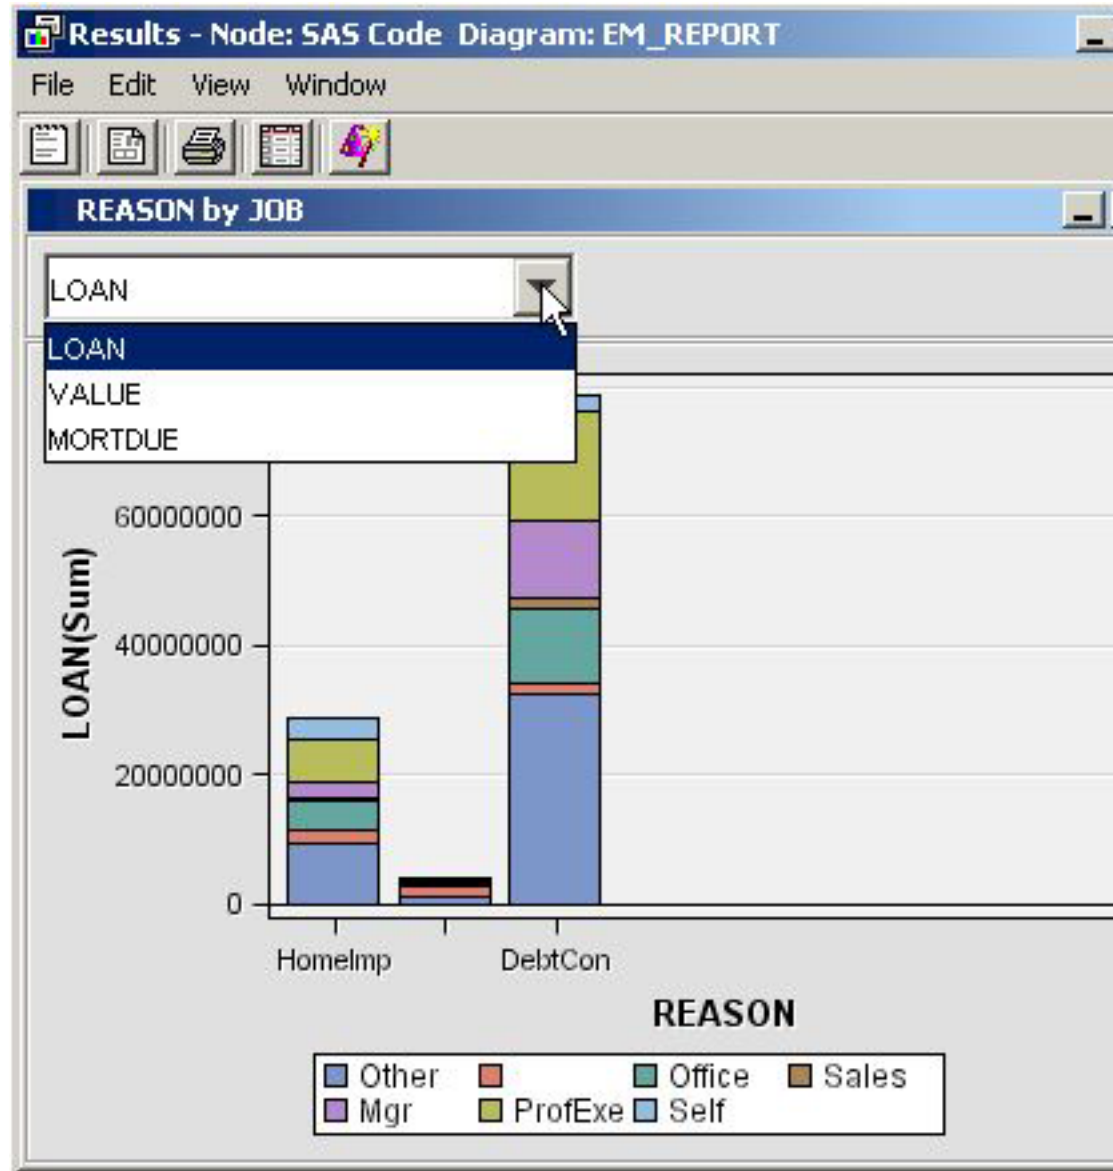 Results - Node: SAS Code Diagram: EM_REPORT
File Edit View Window
REASON by JOB
LOAN
LOAN
VALUE
MORTDUE
60000000
40000000
20000000
0
LOAN(Sum)
HomeImp DebtCon
REASON
Other Office Sales
Mgr ProfExe Self